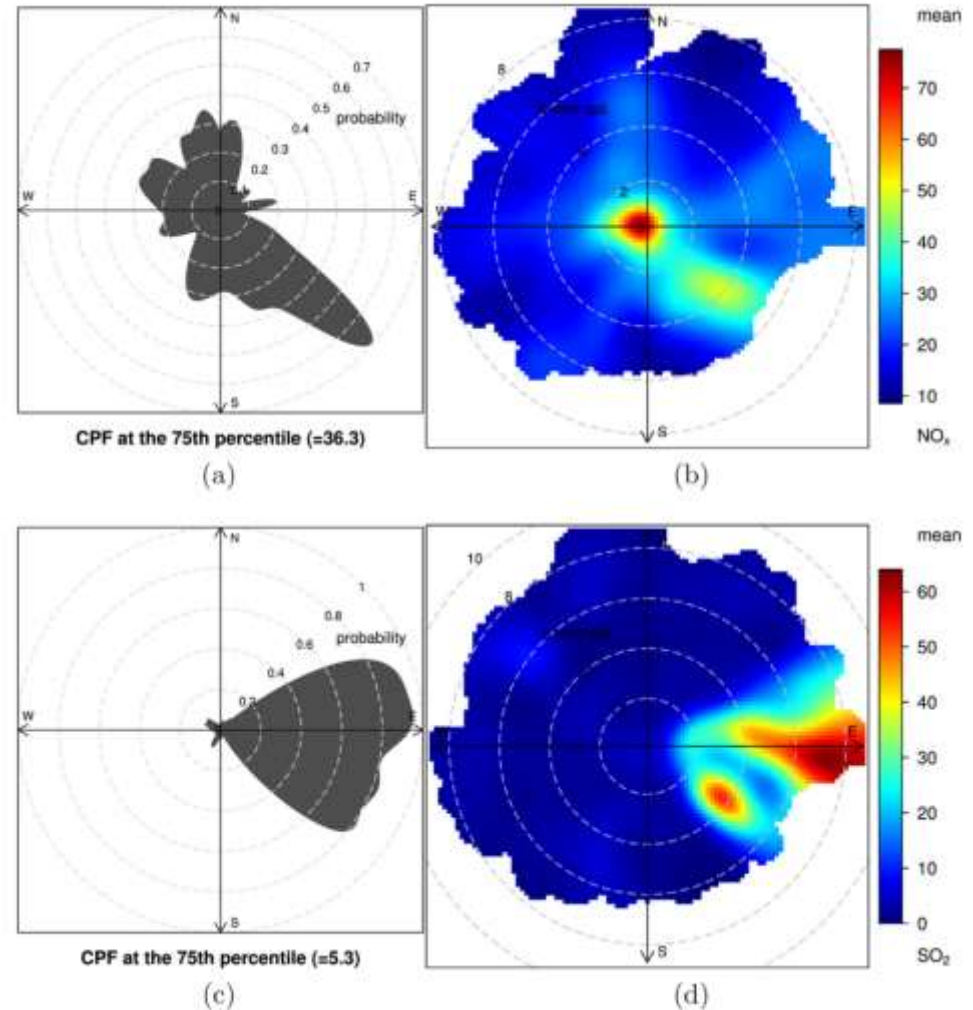 N
0.7
0.6
0.5
probability
0.4
0.3
0.2
W
E
S
CPF at the 75th percentile (=36.3)
(a)
N
8
2
W
E
S
mean
70
60
50
40
30
20
10
NOₓ
(b)
N
1
0.8
probability
0.6
0.4
0.2
W
E
S
CPF at the 75th percentile (=5.3)
(c)
10
8
N
E
S
mean
60
50
40
30
20
10
0
SO₂
(d)